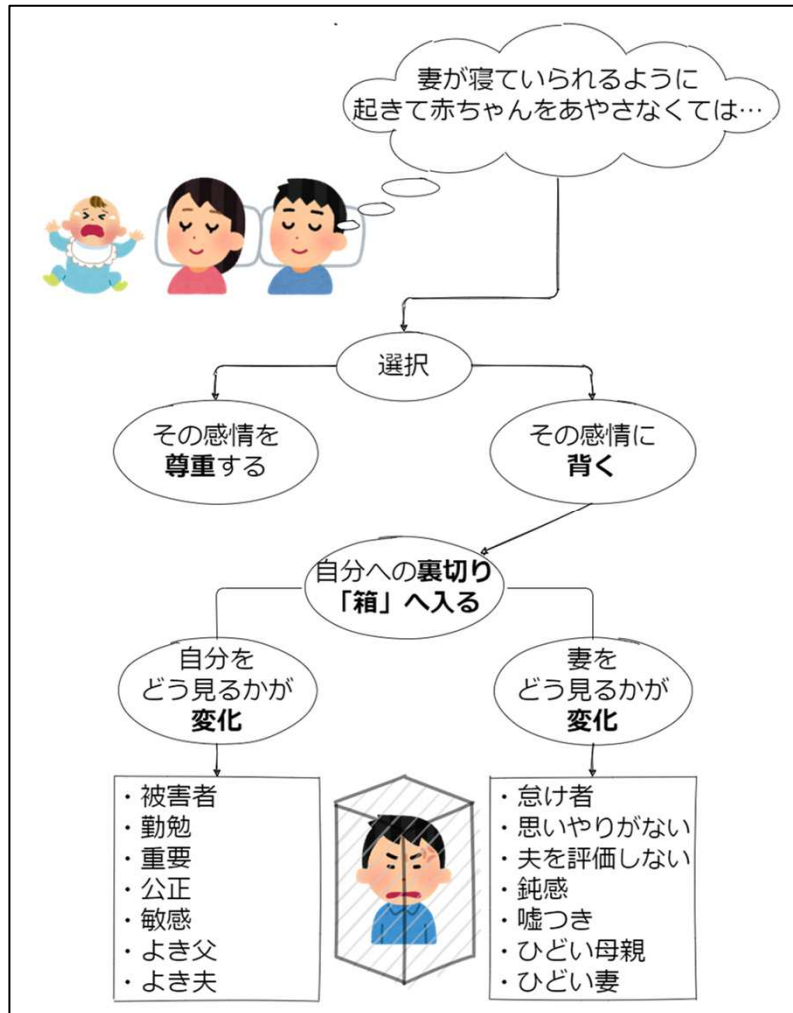 妻が寝ていられるように
起きて赤ちゃんをあやさなくては…
選択
その感情を
尊重する
その感情に
背く
自分への裏切り
「箱」へ入る
自分を
どう見るかが
変化
妻を
どう見るかが
変化
・被害者
・勤勉
・重要
・公正
・敏感
・よき父
・よき夫
・怠け者
・思いやりがない
・夫を評価しない
・鈍感
・嘘つき
・ひどい母親
・ひどい妻